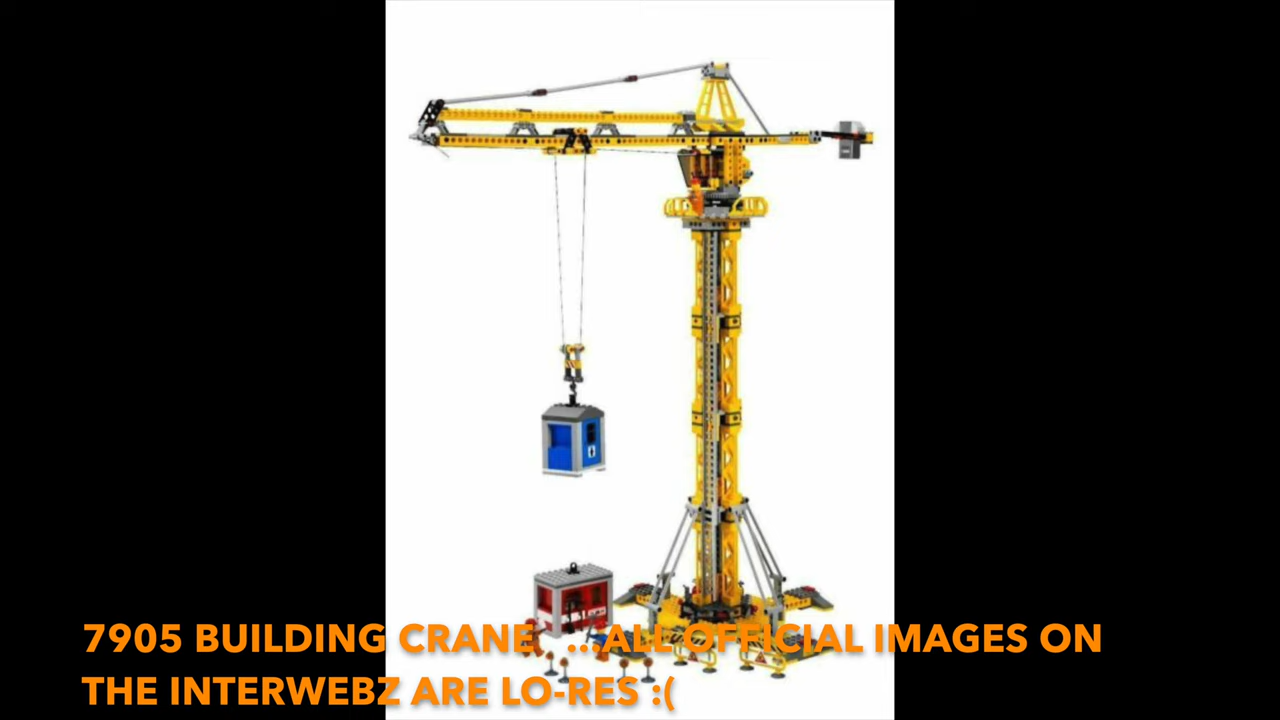 7905 BUILDING CRANE ...ALL OFFICIAL IMAGES ON
THE INTERWEBZ ARE LO-RES :(